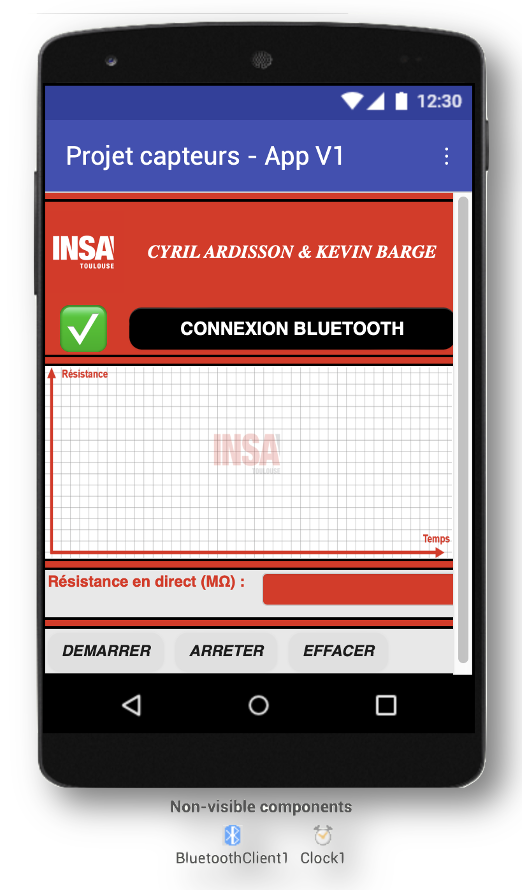 12:30
Projet capteurs - App V1
INSA
TOULOUSE
CYRIL ARDISSON & KEVIN BARGE
CONNEXION BLUETOOTH
Résistance
INSA
TOULOUSE
Temps
Résistance en direct (MΩ) :
DEMARRER ARRETER EFFACER
Non-visible components
BluetoothClient1 Clock1